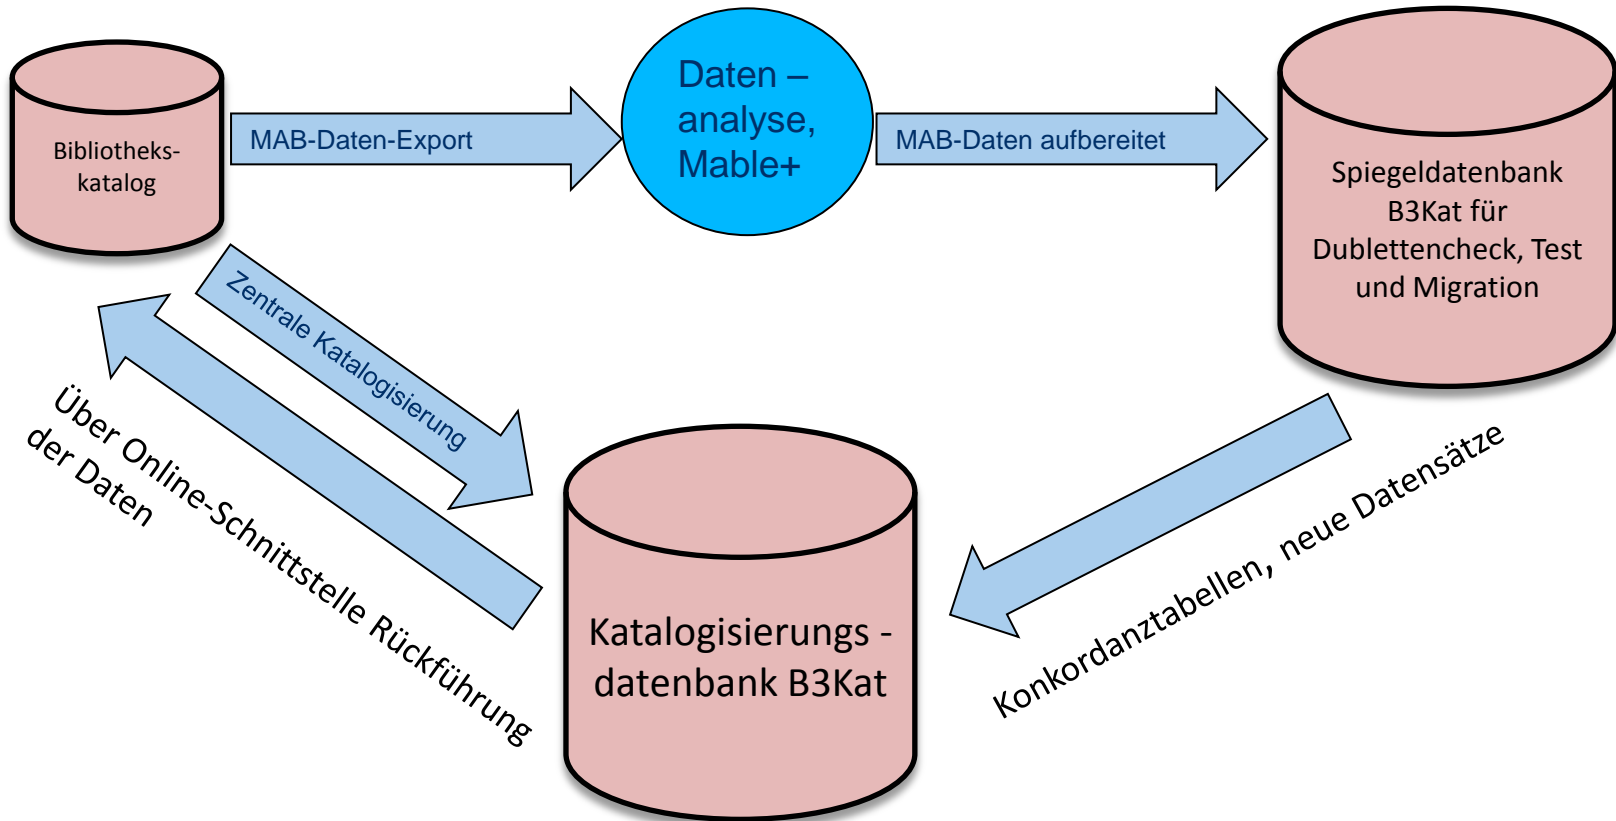 Bibliotheks-
katalog
MAB-Daten-Export
Daten –
analyse,
Mable+
MAB-Daten aufbereitet
Spiegeldatenbank
B3Kat für
Dublettencheck, Test
und Migration
Zentrale Katalogisierung
Über Online-Schnittstelle Rückführung
der Daten
Katalogisierungs -
datenbank B3Kat
Konkordanztabellen, neue Datensätze